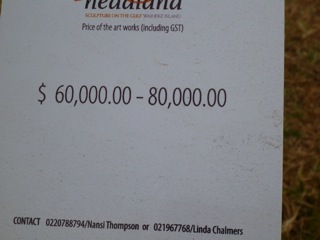 headland
SCULPTURE ON THE GULF WAIHEKE ISLAND
Price of the art works (including GST)
$ 60,000.00 - 80,000.00
CONTACT 0220788794/Nansi Thompson or 021967768/Linda Chalmers